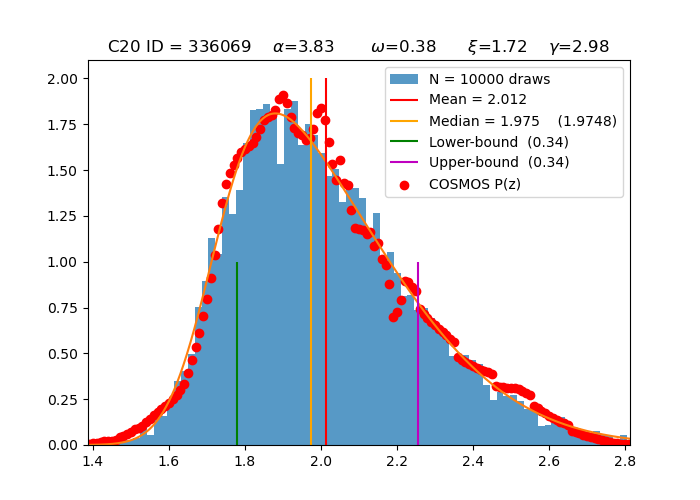 C20 ID = 336069 α=3.83 ω=0.38 ξ=1.72 γ=2.98
N = 10000 draws
Mean = 2.012
Median = 1.975 (1.9748)
Lower-bound (0.34)
Upper-bound (0.34)
COSMOS P(z)
2.00
1.75
1.50
1.25
1.00
0.75
0.50
0.25
0.00
1.4 1.6 1.8 2.0 2.2 2.4 2.6 2.8